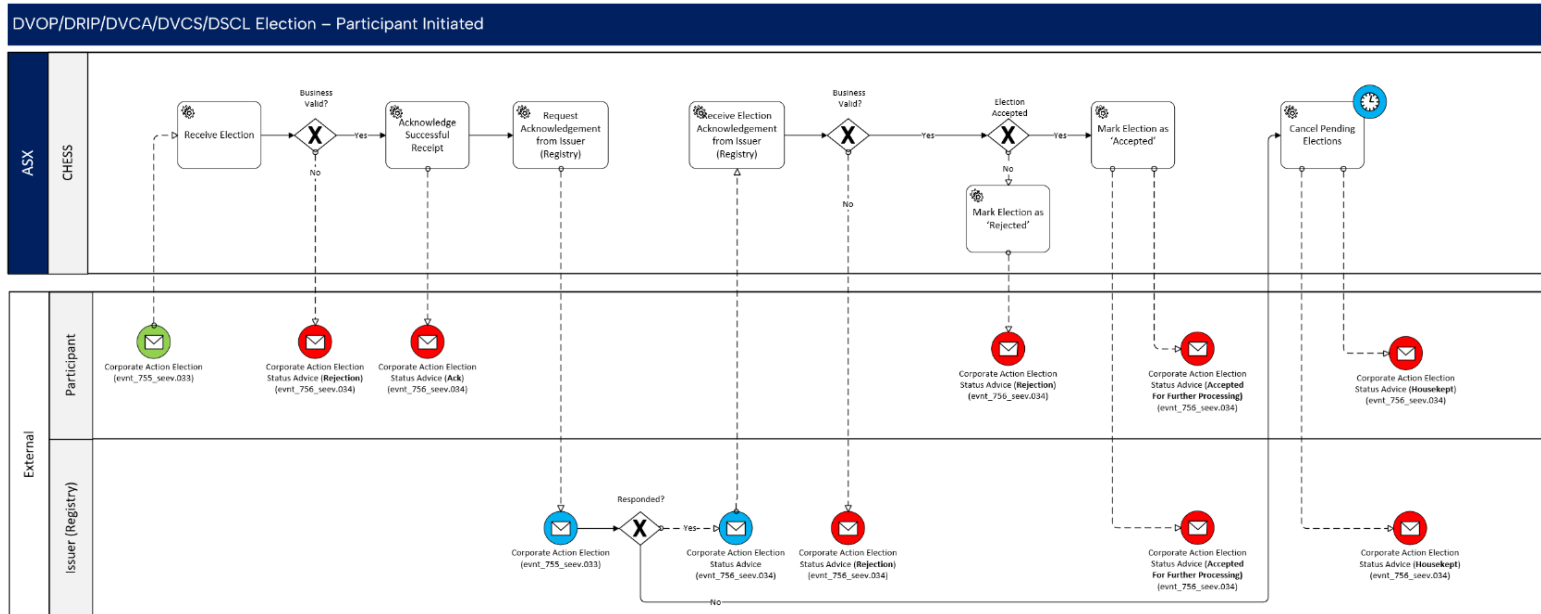 DVOP/DRIP/DVCA/DVCS/DSCL Election – Participant Initiated
ASX
CHESS
Receive Election
Business
Valid?
X
Yes
No
Acknowledge
Successful
Receipt
Request
Acknowledgement
from Issuer
(Registry)
Receive Election
Acknowledgement
from Issuer
(Registry)
Business
Valid?
X
Yes
No
Election
Accepted
X
Yes
No
Mark Election as
‘Rejected’
Mark Election as
‘Accepted’
Cancel Pending
Elections
External
Participant
Corporate Action Election
(evnt_755_seev.033)
Corporate Action Election
Status Advice (Rejection)
(evnt_756_seev.034)
Corporate Action Election
Status Advice (Ack)
(evnt_756_seev.034)
Corporate Action Election
Status Advice (Rejection)
(evnt_756_seev.034)
Corporate Action Election
Status Advice (Accepted
For Further Processing)
(evnt_756_seev.034)
Corporate Action Election
Status Advice (Housekept)
(evnt_756_seev.034)
Issuer (Registry)
Corporate Action Election
(evnt_755_seev.033)
Responded?
X
Yes
No
Corporate Action Election
Status Advice
(evnt_756_seev.034)
Corporate Action Election
Status Advice (Rejection)
(evnt_756_seev.034)
Corporate Action Election
Status Advice (Accepted
For Further Processing)
(evnt_756_seev.034)
Corporate Action Election
Status Advice (Housekept)
(evnt_756_seev.034)